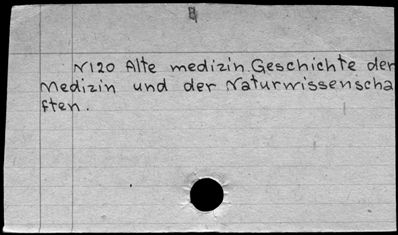 N120 Alte medizin. Geschichte der
Medizin und der Naturwissenscha
ften.